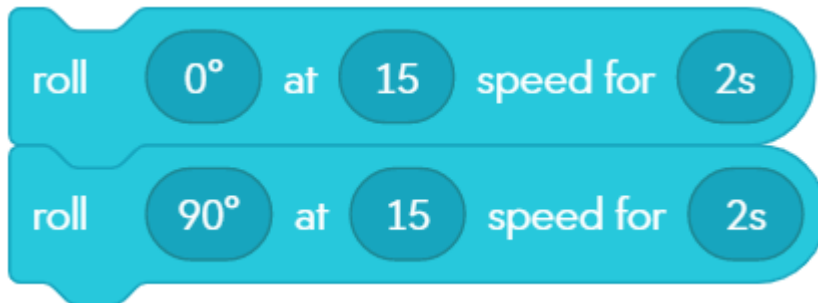 roll 0° at 15 speed for 2s
roll 90° at 15 speed for 2s